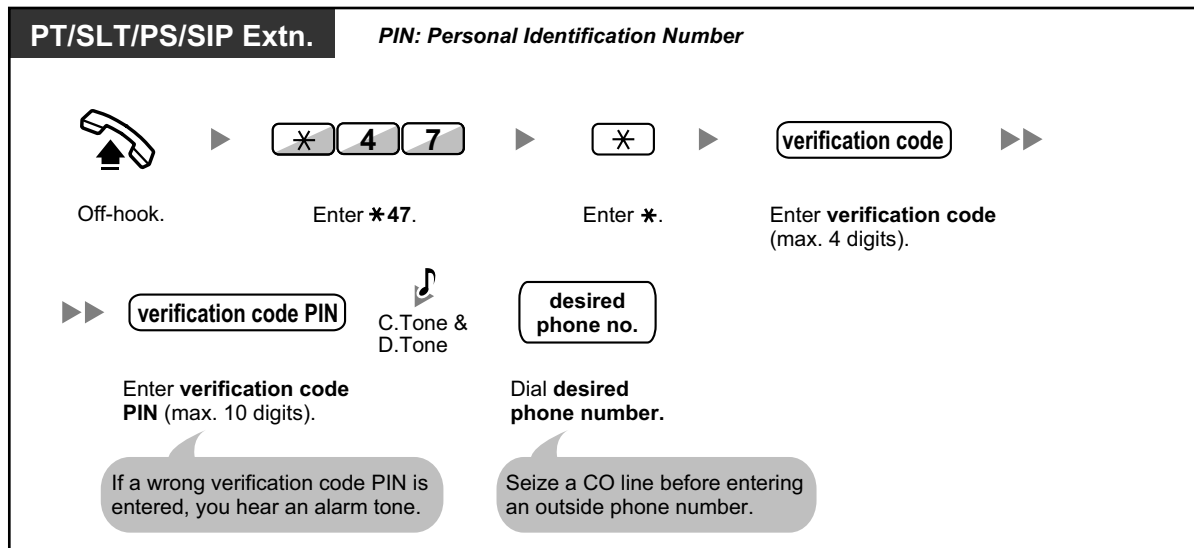 PT/SLT/PS/SIP Extn.
PIN: Personal Identification Number
* 4 7
*
verification code
Off-hook.
Enter *47.
Enter *.
Enter verification code
(max. 4 digits).
verification code PIN
C.Tone &
D.Tone
desired
phone no.
Enter verification code
PIN (max. 10 digits).
Dial desired
phone number.
If a wrong verification code PIN is
entered, you hear an alarm tone.
Seize a CO line before entering
an outside phone number.